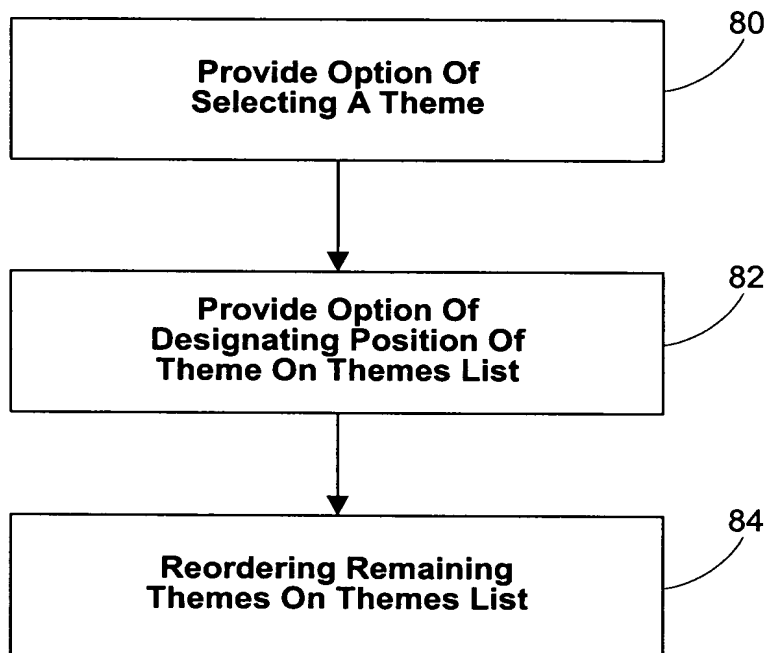 80
Provide Option Of
Selecting A Theme
82
Provide Option Of
Designating Position Of
Theme On Themes List
84
Reordering Remaining
Themes On Themes List